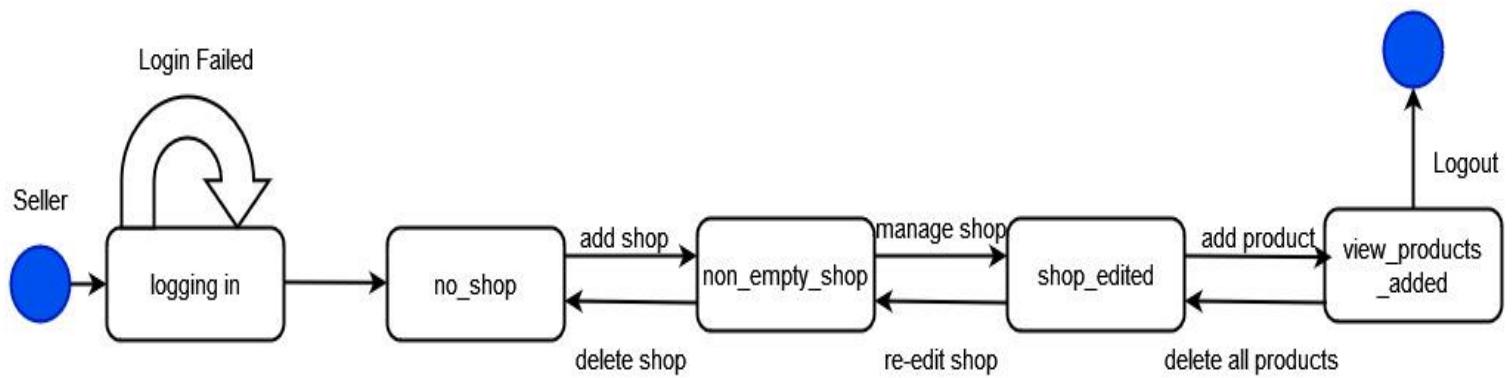 Login Failed
Seller
logging in
no_shop
add shop
delete shop
non_empty_shop
manage shop
re-edit shop
shop_edited
add product
delete all products
view_products
_added
Logout